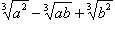 ∛a² − ∛ab + ∛b²